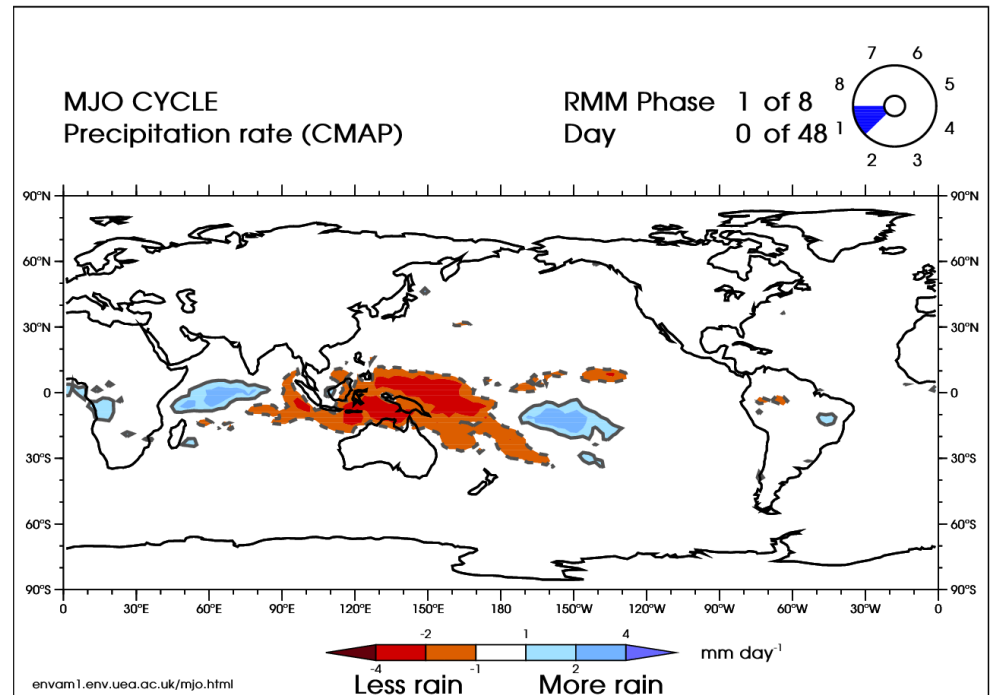 7 6
MJO CYCLE RMM Phase 1 of 8 8 5
Precipitation rate (CMAP) Day 0 of 48 1 4
2 3
90°N 90°N
60°N 60°N
30°N 30°N
0 0
30°S 30°S
60°S 60°S
90°S 90°S
0 30°E 60°E 90°E 120°E 150°E 180 150°W 120°W 90°W 60°W 30°W 0
-2 1 4
mm day-1
-4 -1 2
envam1.env.uea.ac.uk/mjo.html Less rain More rain